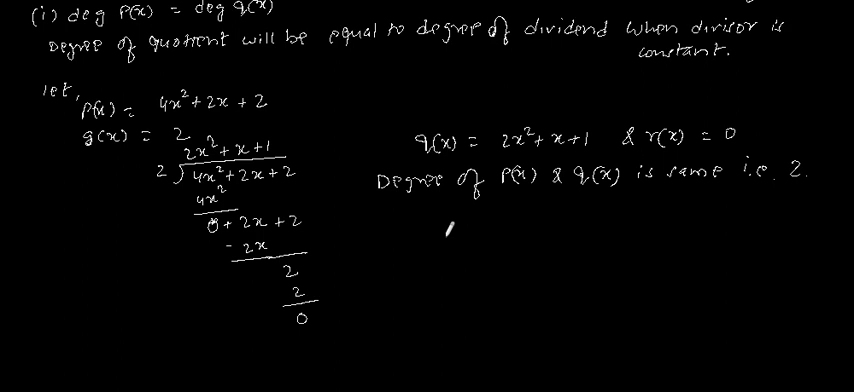 (i) deg p(x) = deg q(x)
Degree of quotient will be equal to degree of dividend when divisor is
constant.
let,
p(x) = 4x² + 2x + 2
g(x) = 2
q(x) = 2x² + x + 1 & r(x) = 0
2x² + x + 1
2 ) 4x² + 2x + 2
Degree of p(x) & q(x) is same i.e. 2.
4x²
0 + 2x + 2
- 2x
2
2
0